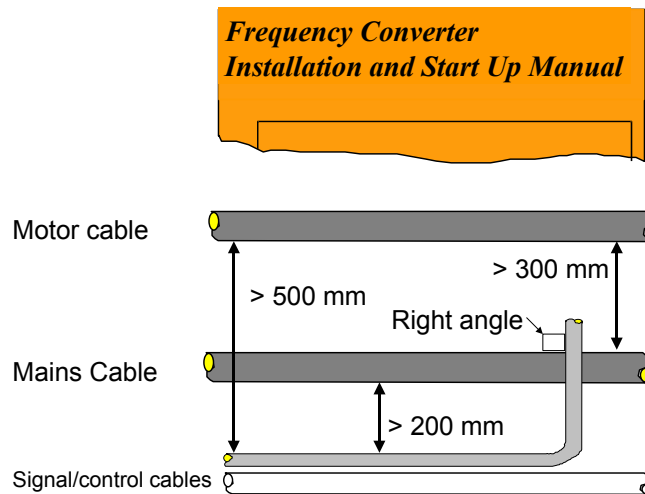 Frequency Converter
Installation and Start Up Manual
Motor cable
> 300 mm
> 500 mm
Right angle
Mains Cable
> 200 mm
Signal/control cables